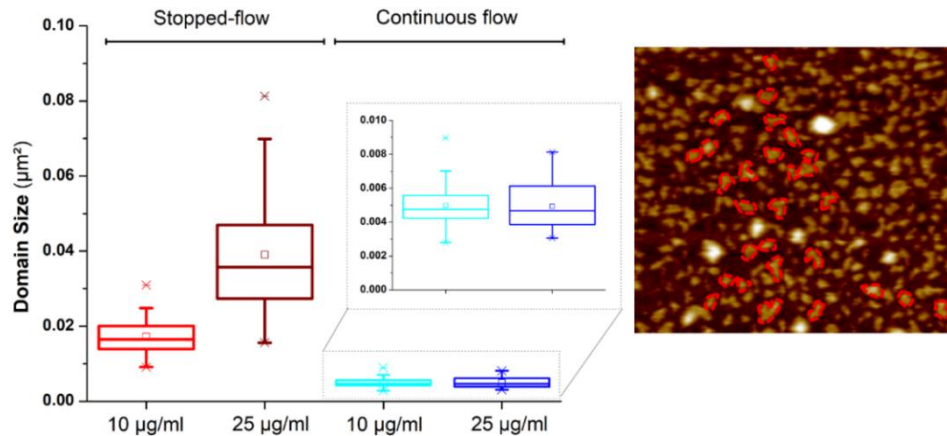 Stopped-flow
Continuous flow
Domain Size (µm²)
0.10
0.08
0.06
0.04
0.02
0.00
0.010
0.008
0.006
0.004
0.002
0.000
10 µg/ml
25 µg/ml
10 µg/ml
25 µg/ml